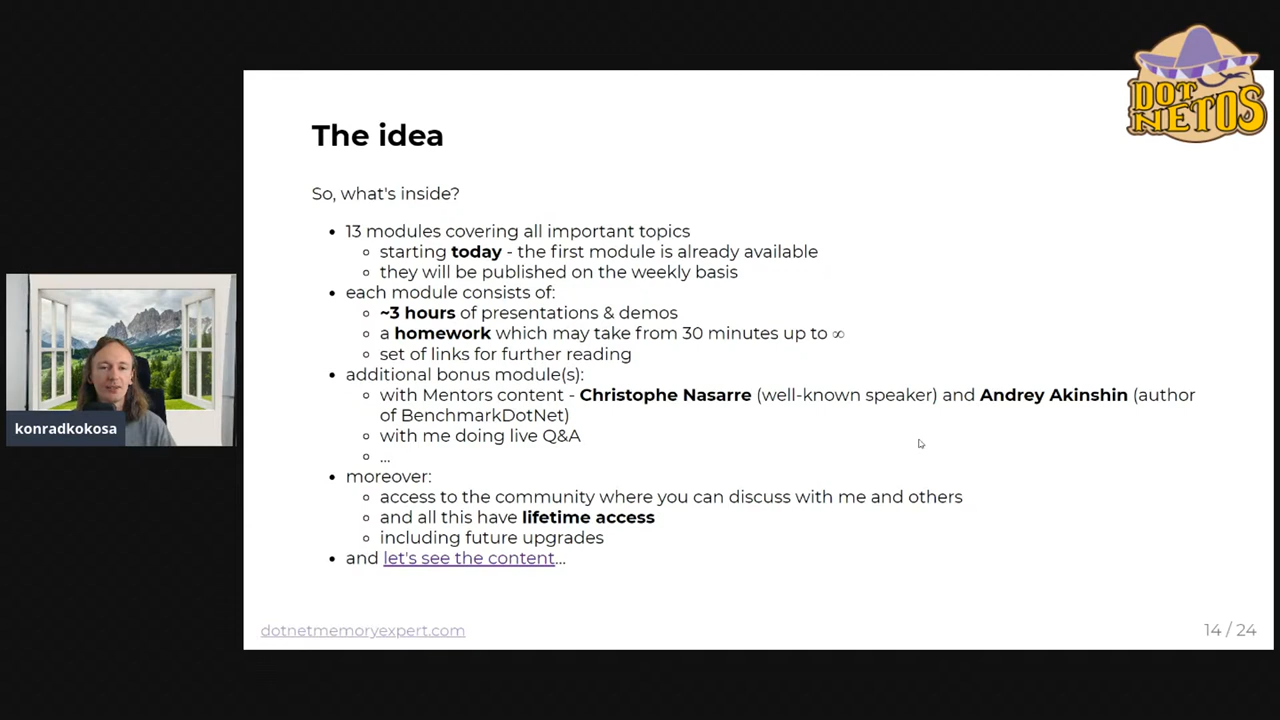 DOT
NETOS
The idea
So, what's inside?
• 13 modules covering all important topics
◦ starting today - the first module is already available
◦ they will be published on the weekly basis
• each module consists of:
◦ ~3 hours of presentations & demos
◦ a homework which may take from 30 minutes up to ∞
◦ set of links for further reading
• additional bonus module(s):
◦ with Mentors content - Christophe Nasarre (well-known speaker) and Andrey Akinshin (author
of BenchmarkDotNet)
◦ with me doing live Q&A
◦ ...
• moreover:
◦ access to the community where you can discuss with me and others
◦ and all this have lifetime access
◦ including future upgrades
• and let's see the content...
konradkokosa
dotnetmemoryexpert.com
14 / 24